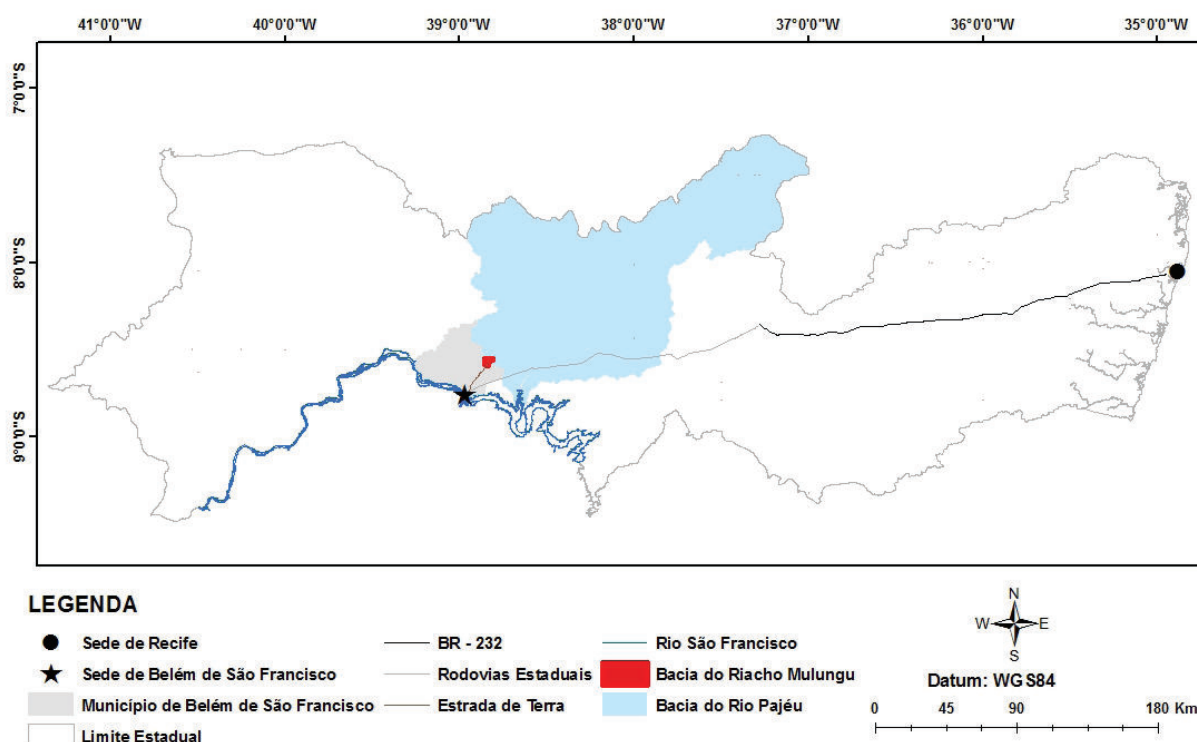 41°0'0"W 40°0'0"W 39°0'0"W 38°0'0"W 37°0'0"W 36°0'0"W 35°0'0"W
7°0'0"S
8°0'0"S
9°0'0"S
LEGENDA
Sede de Recife
Sede de Belém de São Francisco
Município de Belém de São Francisco
Limite Estadual
BR - 232
Rodovias Estaduais
Estrada de Terra
Rio São Francisco
Bacia do Riacho Mulungu
Bacia do Rio Pajéu
N
W E
S
Datum: WGS84
0 45 90 180 Km